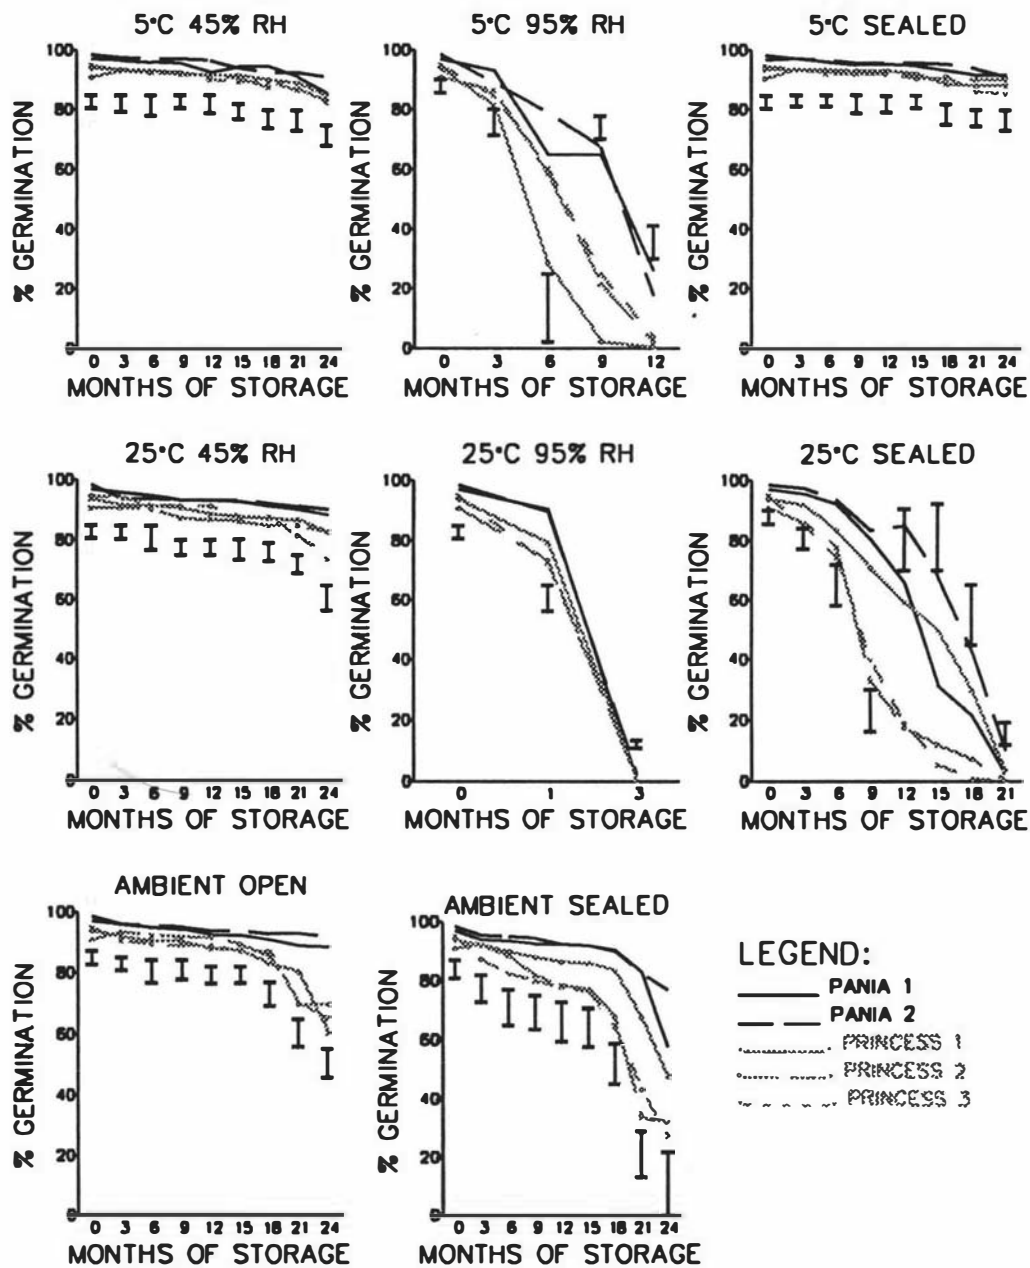 5°C 45% RH
100
80
60
40
20
0
% GERMINATION
0 3 6 9 12 15 18 21 24
MONTHS OF STORAGE
5°C 95% RH
100
80
60
40
20
0
% GERMINATION
0 3 6 9 12
MONTHS OF STORAGE
5°C SEALED
100
80
60
40
20
0
% GERMINATION
0 3 6 9 12 15 18 21 24
MONTHS OF STORAGE
25°C 45% RH
100
80
60
40
20
0
% GERMINATION
0 3 6 9 12 15 18 21 24
MONTHS OF STORAGE
25°C 95% RH
100
80
60
40
20
0
% GERMINATION
0 1 3
MONTHS OF STORAGE
25°C SEALED
100
80
60
40
20
0
% GERMINATION
0 3 6 9 12 15 18 21
MONTHS OF STORAGE
AMBIENT OPEN
100
80
60
40
20
0
% GERMINATION
0 3 6 9 12 15 18 21 24
MONTHS OF STORAGE
AMBIENT SEALED
100
80
60
40
20
0
% GERMINATION
0 3 6 9 12 15 18 21 24
MONTHS OF STORAGE
LEGEND:
PANIA 1
PANIA 2
PRINCESS 1
PRINCESS 2
PRINCESS 3